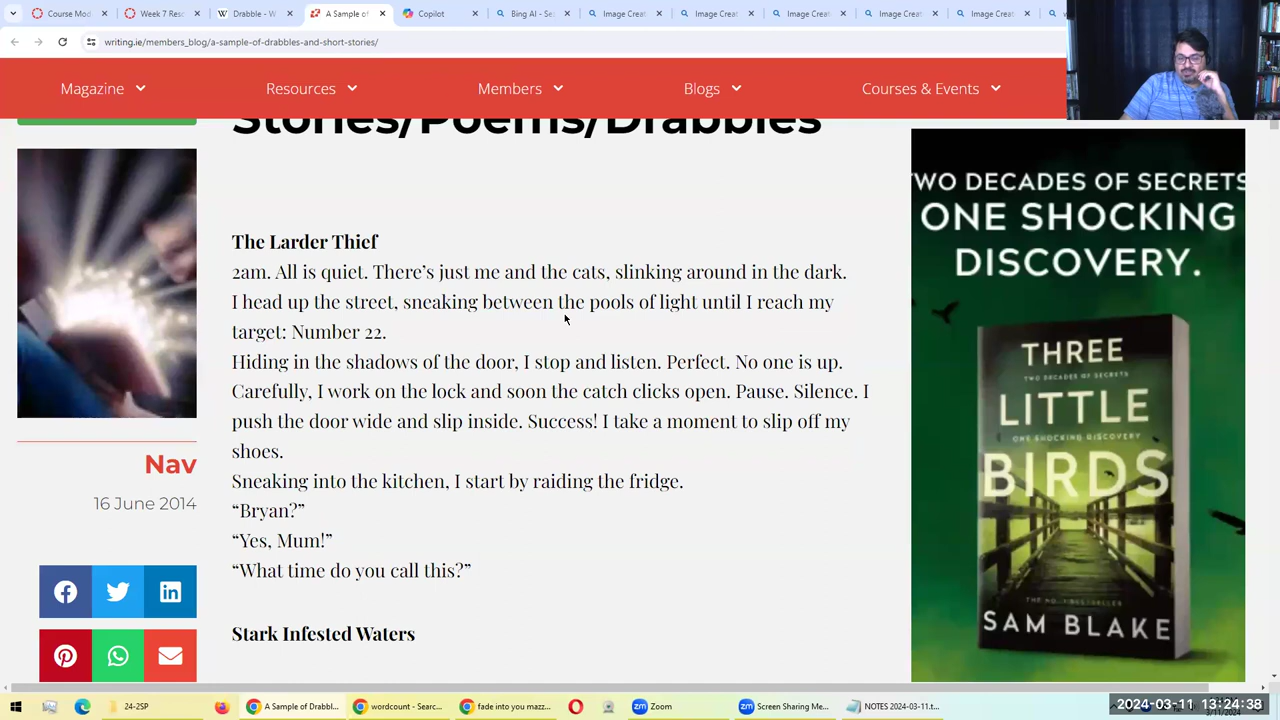 Course Mod
Week 7 Res
Drabble - W
A Sample of
Copilot
Bing AI - Se
Image Creat
Image Creat
Image Creat
Image Creat
Image Creat
writing.ie/members_blog/a-sample-of-drabbles-and-short-stories/
Magazine
Resources
Members
Blogs
Courses & Events
Stories/Poems/Drabbles
The Larder Thief
2am. All is quiet. There’s just me and the cats, slinking around in the dark.
I head up the street, sneaking between the pools of light until I reach my
target: Number 22.
Hiding in the shadows of the door, I stop and listen. Perfect. No one is up.
Carefully, I work on the lock and soon the catch clicks open. Pause. Silence. I
push the door wide and slip inside. Success! I take a moment to slip off my
shoes.
Sneaking into the kitchen, I start by raiding the fridge.
“Bryan?”
“Yes, Mum!”
“What time do you call this?”
Stark Infested Waters
Nav
16 June 2014
TWO DECADES OF SECRETS
ONE SHOCKING
DISCOVERY.
THREE
TWO DECADES OF SECRETS
LITTLE
ONE SHOCKING DISCOVERY
BIRDS
SAM BLAKE
24-2SP
A Sample of Drabbl...
wordcount - Searc...
fade into you mazz...
Zoom
Screen Sharing Me...
NOTES 2024-03-11.t...
2024-03-11 13:24:38